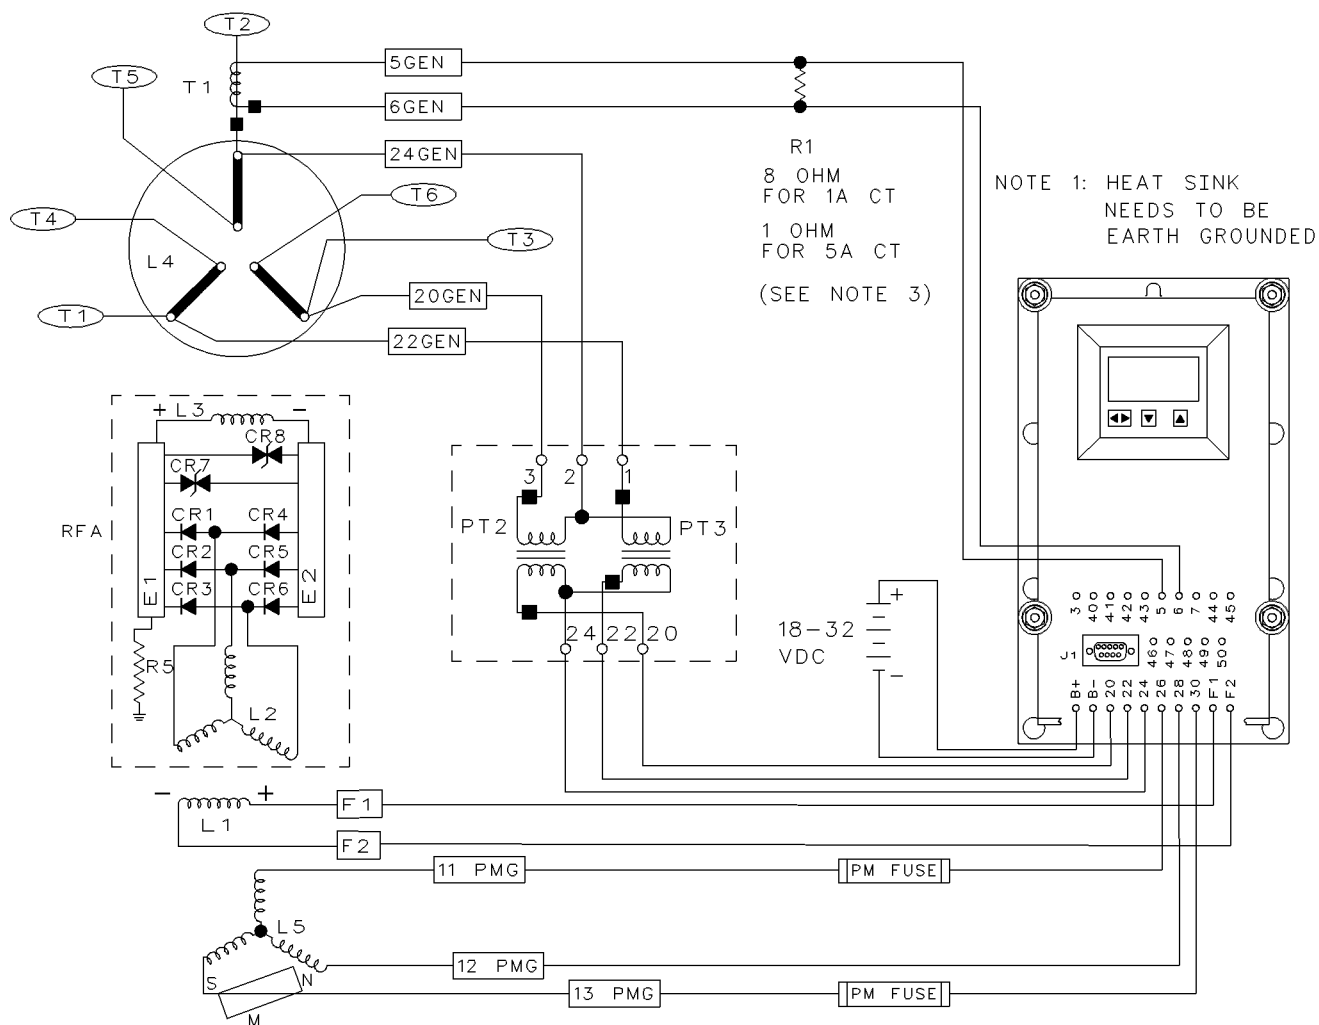 T2
T5
T1
5GEN
6GEN
24GEN
R1
8 OHM
FOR 1A CT
1 OHM
FOR 5A CT
(SEE NOTE 3)
NOTE 1: HEAT SINK
NEEDS TO BE
EARTH GROUNDED
T6
T4
T3
L4
20GEN
T1
22GEN
+ L3 -
CR8
CR7
RFA
CR1 CR4
CR2 CR5
CR3 CR6
E1
E2
R5
L2
3 2 1
PT2 PT3
24 22 20
18-32
VDC
+
-
3 40 41 42 43 5 6 7 44 45
J1
46 47 48 49 50
B+ B- 20 22 24 26 28 30 F1 F2
- +
L1
F1
F2
11 PMG
PM FUSE
L5
12 PMG
S N
M
13 PMG
PM FUSE